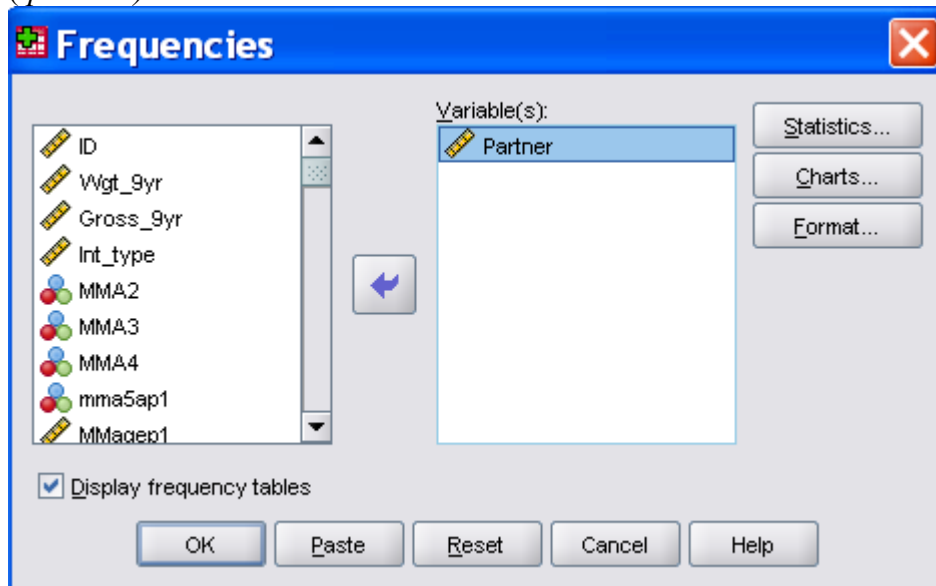 Frequencies
Variable(s):
ID
Wgt_9yr
Gross_9yr
Int_type
MMA2
MMA3
MMA4
mma5ap1
MMagep1
Partner
Statistics...
Charts...
Format...
Display frequency tables
OK
Paste
Reset
Cancel
Help